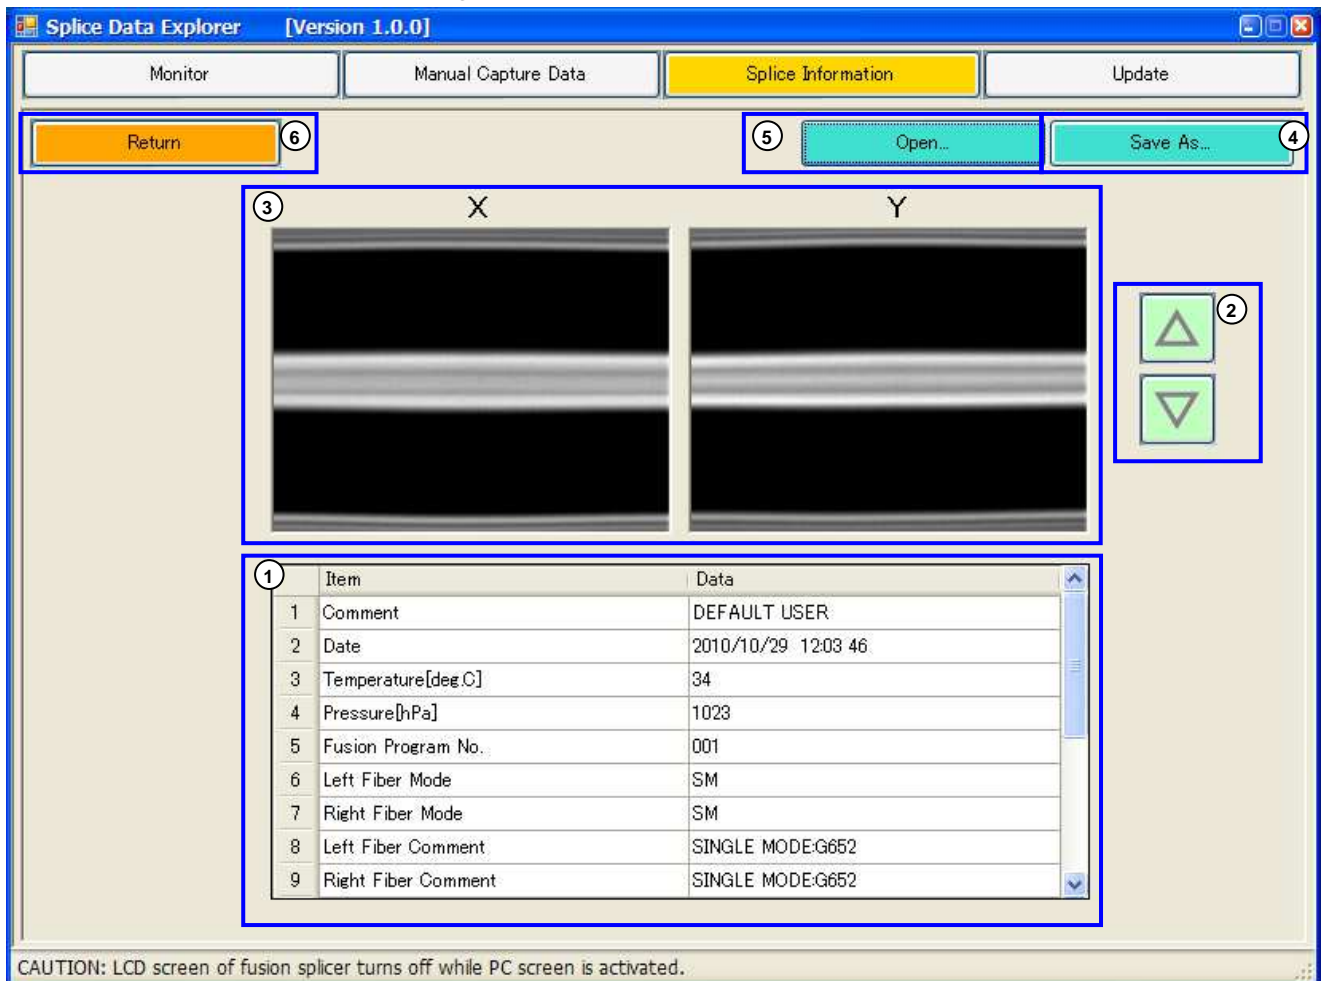 Splice Data Explorer [Version 1.0.0]
Monitor Manual Capture Data Splice Information Update
Return 6 5 Open... Save As... 4
3 X Y
2
1 Item Data
1 Comment DEFAULT USER
2 Date 2010/10/29 12:03 46
3 Temperature[deg.C] 34
4 Pressure[hPa] 1023
5 Fusion Program No. 001
6 Left Fiber Mode SM
7 Right Fiber Mode SM
8 Left Fiber Comment SINGLE MODE:G652
9 Right Fiber Comment SINGLE MODE:G652
CAUTION: LCD screen of fusion splicer turns off while PC screen is activated.